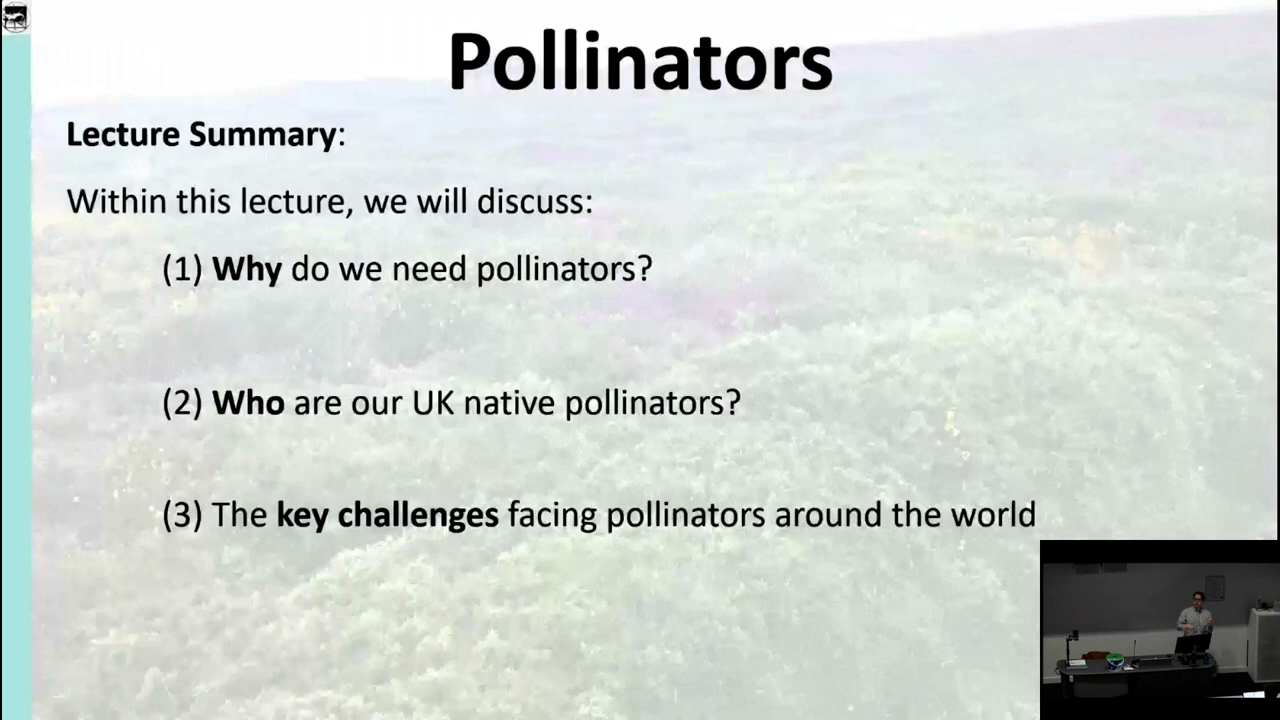 Pollinators
Lecture Summary:
Within this lecture, we will discuss:
(1) Why do we need pollinators?
(2) Who are our UK native pollinators?
(3) The key challenges facing pollinators around the world